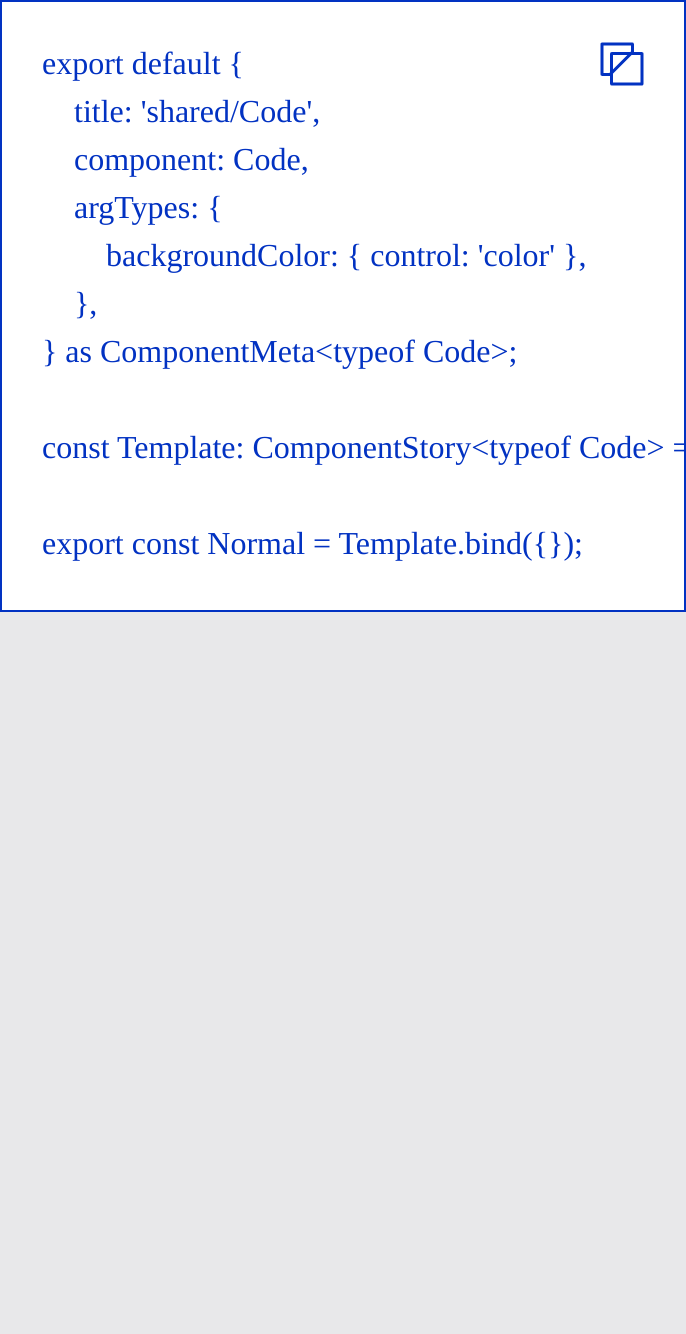 export default {
    title: 'shared/Code',
    component: Code,
    argTypes: {
        backgroundColor: { control: 'color' },
    },
} as ComponentMeta<typeof Code>;

const Template: ComponentStory<typeof Code> =

export const Normal = Template.bind({});